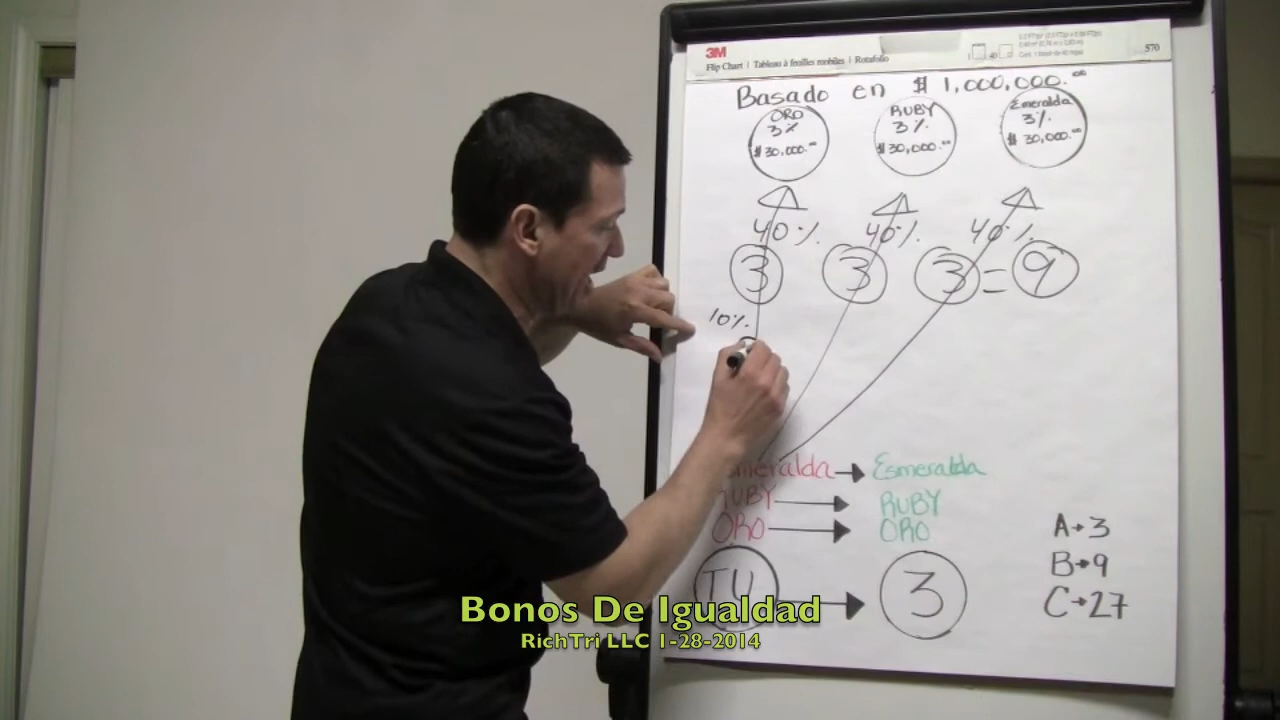 3M
Flip Chart | Tableau à feuilles mobiles | Rotafolio
570
Basado en $ 1,000,000.00
ORO
3%
$30,000.00
RUBY
3%.
$30,000.00
Esmeralda
3%.
$30,000.00
40%. 40%. 40%.
3 3 3 = 9
10%.
Esmeralda → Esmeralda
RUBY → RUBY
ORO → ORO
TU → 3
A→3
B→9
C→27
Bonos De Igualdad
RichTri LLC 1-28-2014